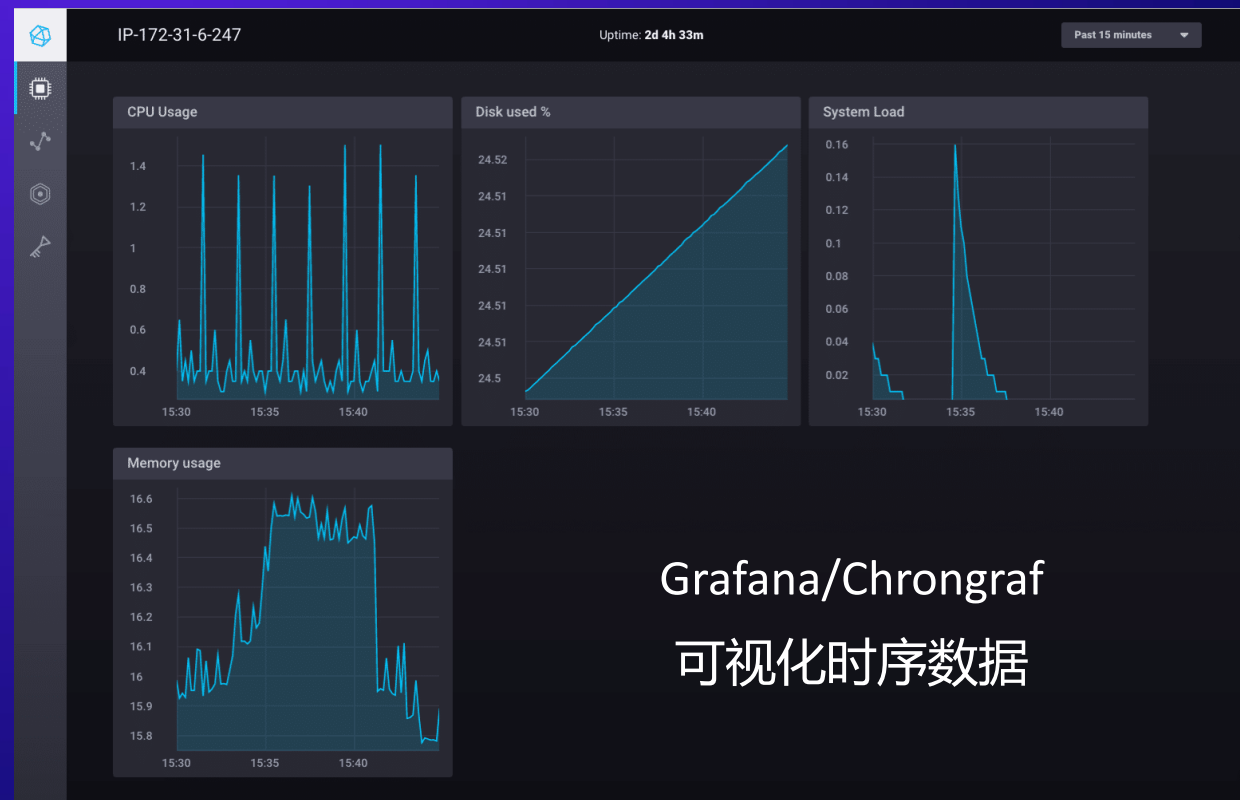 IP-172-31-6-247
Uptime: 2d 4h 33m
Past 15 minutes
CPU Usage
1.4
1.2
1
0.8
0.6
0.4
15:30 15:35 15:40
Disk used %
24.52
24.51
24.51
24.51
24.51
24.51
24.5
15:30 15:35 15:40
System Load
0.16
0.14
0.12
0.1
0.08
0.06
0.04
0.02
15:30 15:35 15:40
Memory usage
16.6
16.5
16.4
16.3
16.2
16.1
16
15.9
15.8
15:30 15:35 15:40
Grafana/Chrongraf
可视化时序数据